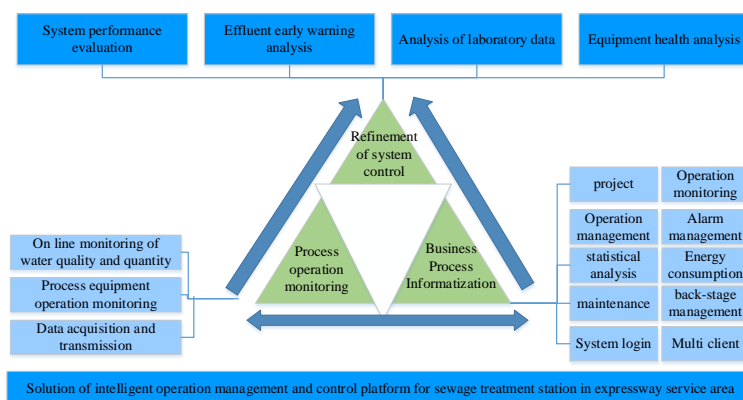 System performance
evaluation
Effluent early warning
analysis
Analysis of laboratory data
Equipment health analysis
Refinement
of system
control
Process
operation
monitoring
Business
Process
Informatization
On line monitoring of
water quality and quantity
Process equipment
operation monitoring
Data acquisition and
transmission
project
Operation
monitoring
Operation
management
Alarm
management
statistical
analysis
Energy
consumption
maintenance
back-stage
management
System login
Multi client
Solution of intelligent operation management and control platform for sewage treatment station in expressway service area